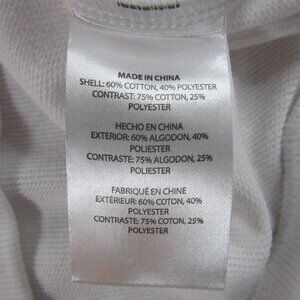 MADE IN CHINA
SHELL: 60% COTTON, 40% POLYESTER
CONTRAST: 75% COTTON, 25%
POLYESTER
HECHO EN CHINA
EXTERIOR: 60% ALGODON, 40%
POLIESTER
CONTRASTE: 75% ALGODON, 25%
POLIESTER
FABRIQUÉ EN CHINE
EXTÉRIEUR: 60% COTON, 40%
POLYESTER
CONTRASTE: 75% COTON, 25%
POLYESTER